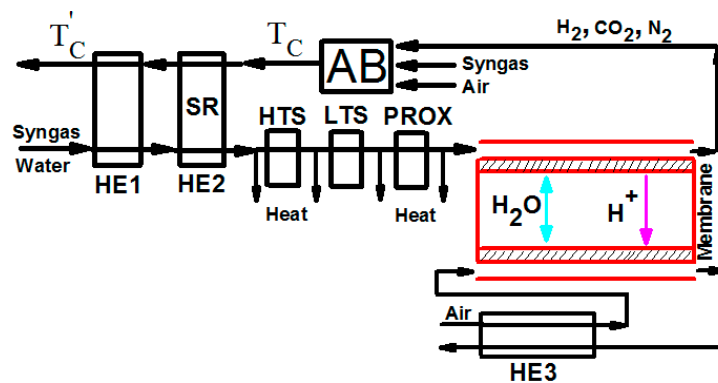 T'C
TC
AB
H2, CO2, N2
Syngas
Air
SR
HTS
LTS
PROX
Syngas
Water
HE1
HE2
Heat
Heat
H2O
H+
Membrane
Air
HE3